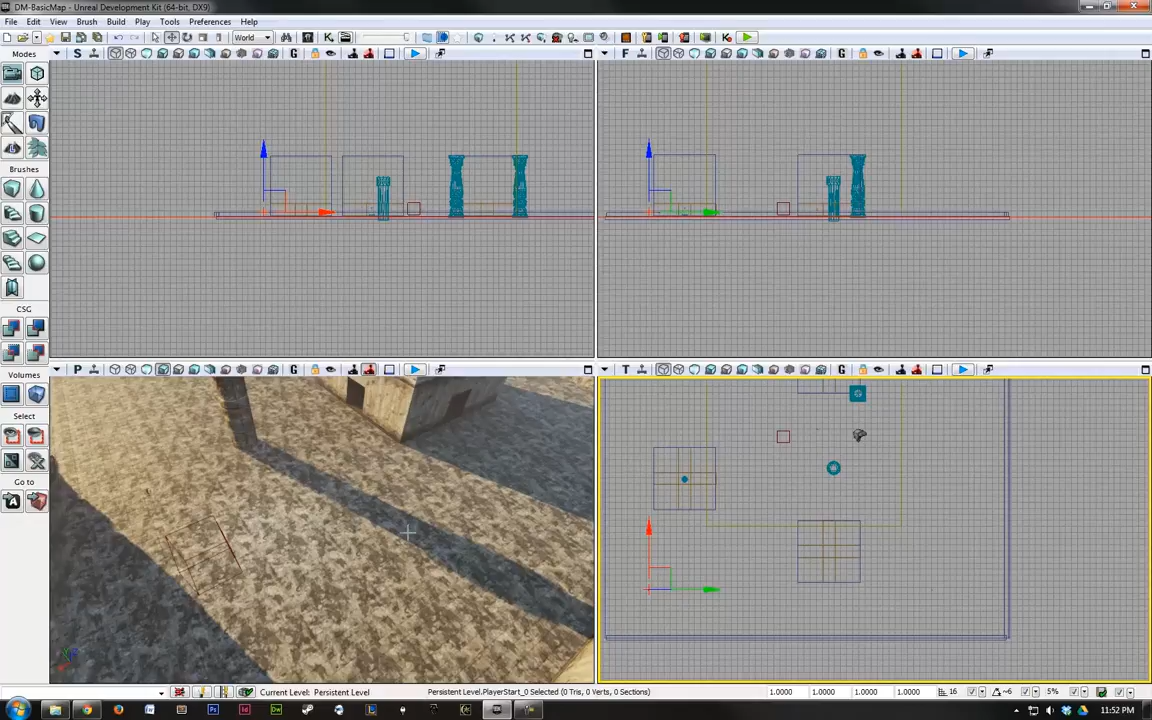 DM-BasicMap - Unreal Development Kit (64-bit, DX9)
File Edit View Brush Build Play Tools Preferences Help
World
Modes
S
G
F
G
Brushes
CSG
Volumes
Select
Go to
P
G
T
G
Current Level: Persistent Level
Persistent Level.PlayerStart_0 Selected (0 Tris, 0 Verts, 0 Sections)
1.0000 1.0000 1.0000 1.0000
16
~6
5%
11:52 PM